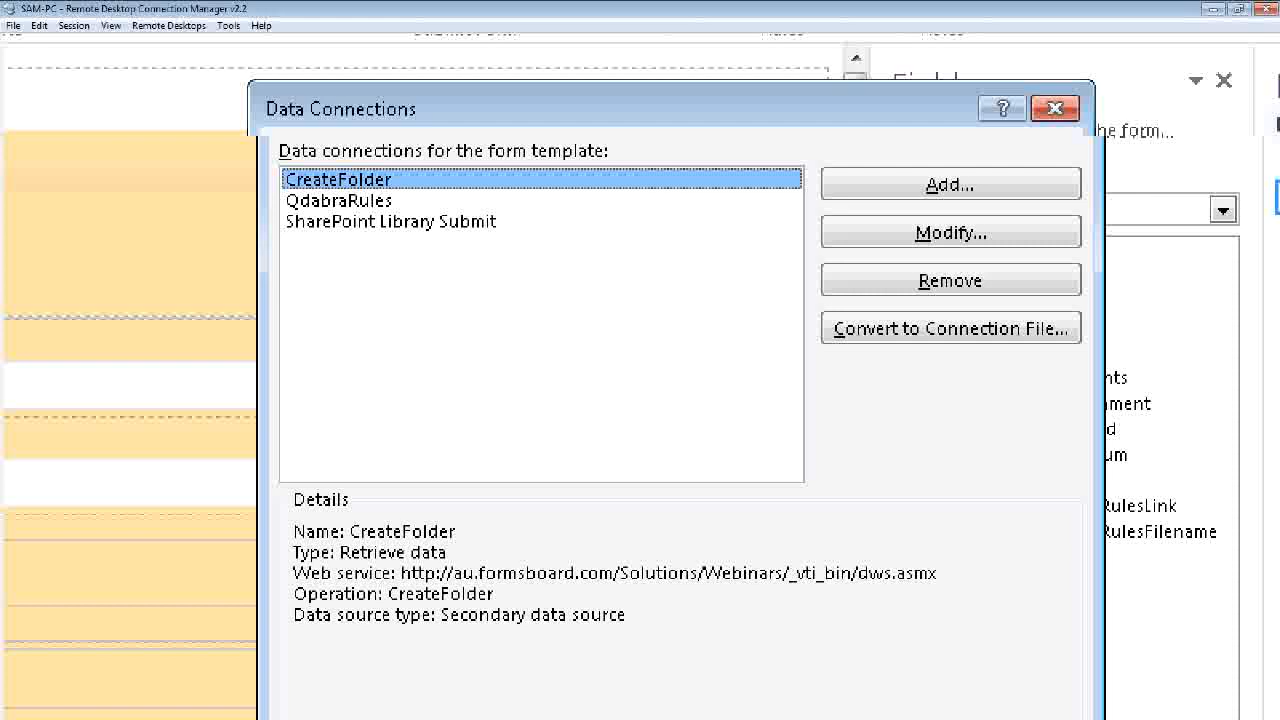 SAM-PC - Remote Desktop Connection Manager v2.2
File Edit Session View Remote Desktops Tools Help
Data Connections
?
the form...
Data connections for the form template:
CreateFolder
QdabraRules
SharePoint Library Submit
Add...
Modify...
Remove
Convert to Connection File...
nts
nment
d
um
RulesLink
RulesFilename
Details
Name: CreateFolder
Type: Retrieve data
Web service: http://au.formsboard.com/Solutions/Webinars/_vti_bin/dws.asmx
Operation: CreateFolder
Data source type: Secondary data source